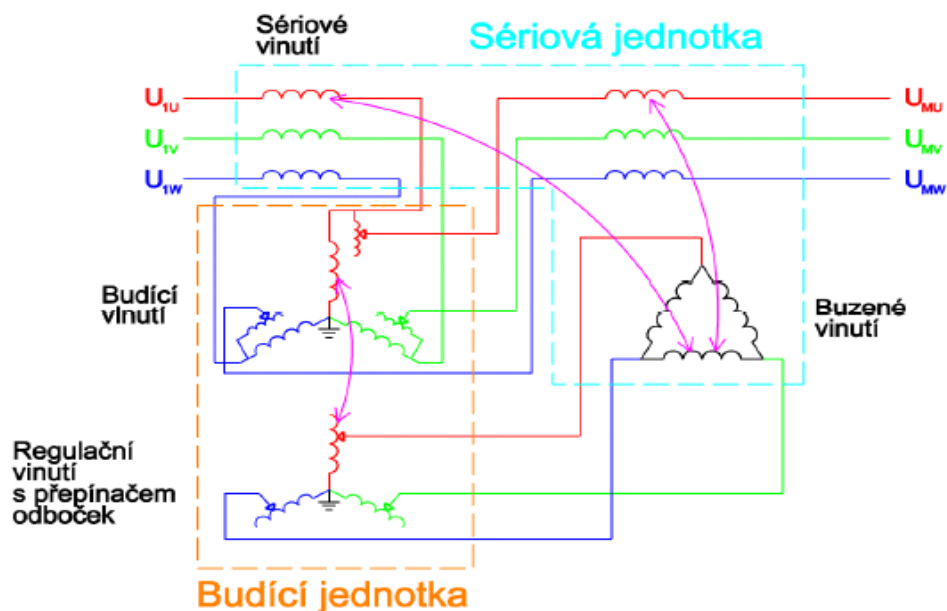 Sériové
vinutí
Sériová jednotka
U1U
UMU
U1V
UMV
U1W
UMW
Budící
vinutí
Buzené
vinutí
Regulační
vinutí
s přepínačem
odboček
Budící jednotka